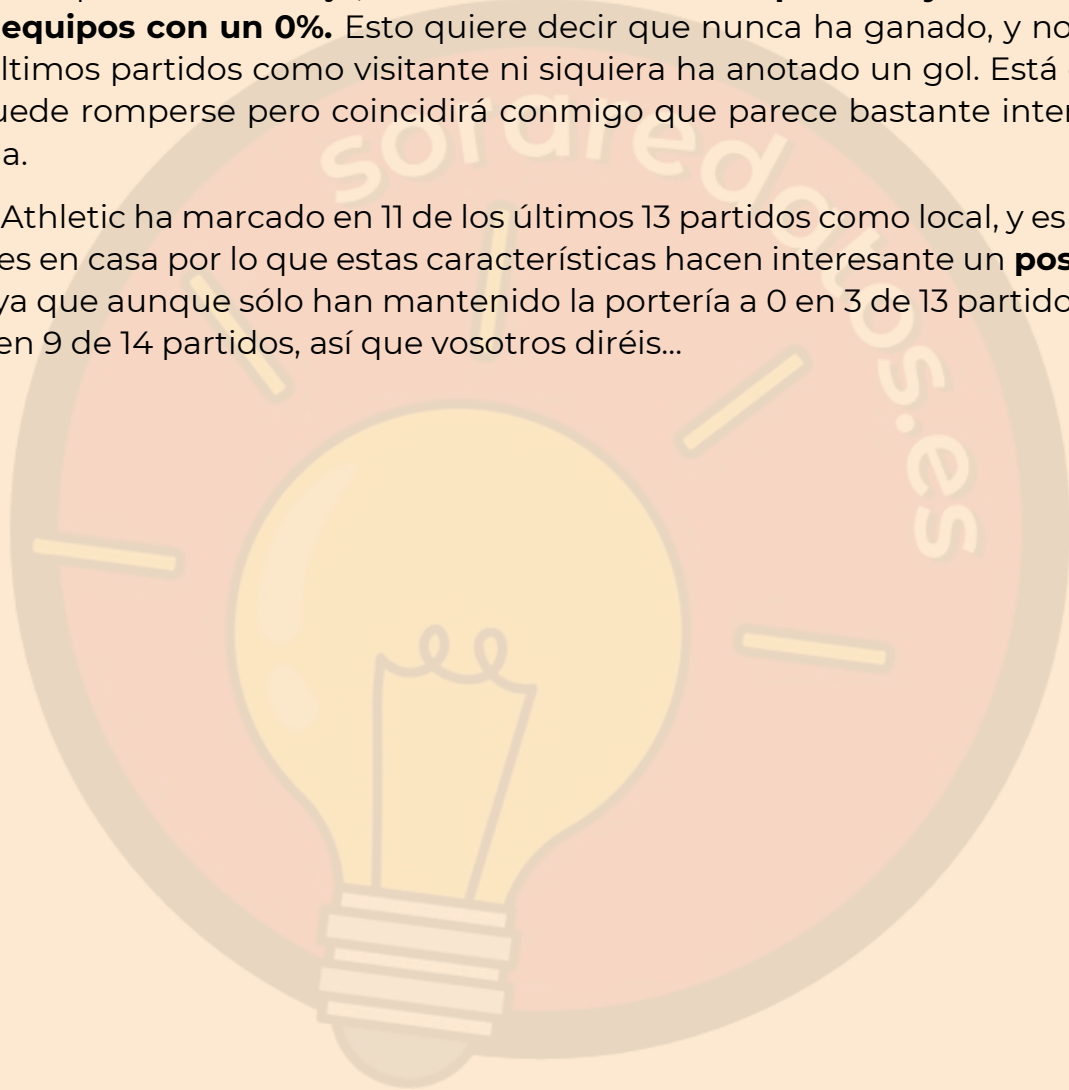 equipos con un 0%. Esto quiere decir que nunca ha ganado, y no
ltimos partidos como visitante ni siquiera ha anotado un gol. Está
uede romperse pero coincidirá conmigo que parece bastante inter
a.
Athletic ha marcado en 11 de los últimos 13 partidos como local, y es
es en casa por lo que estas características hacen interesante un pos
ya que aunque sólo han mantenido la portería a 0 en 3 de 13 partido
en 9 de 14 partidos, así que vosotros diréis...
soraredatos.es